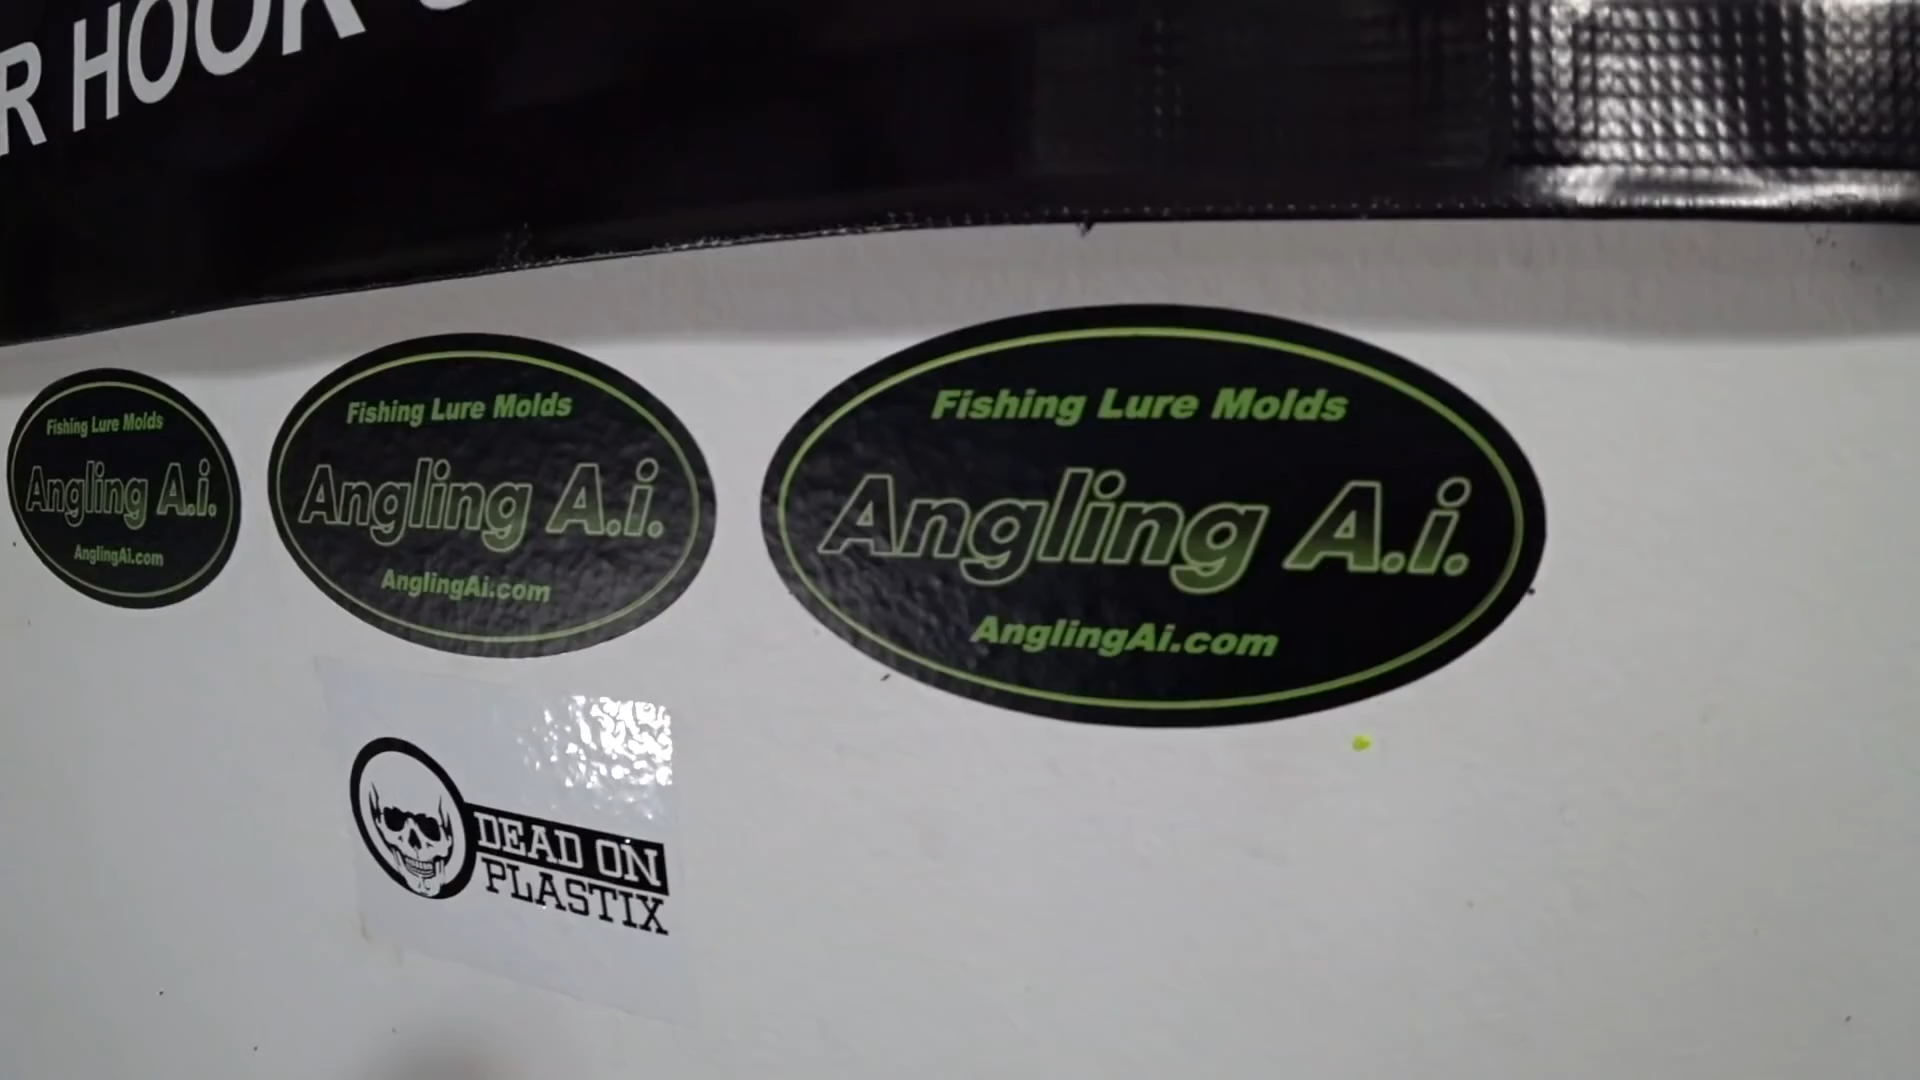 R HOOK
Fishing Lure Molds
Angling A.i.
AnglingAi.com
Fishing Lure Molds
Angling A.i.
AnglingAi.com
Fishing Lure Molds
Angling A.i.
AnglingAi.com
DEAD ON
PLASTIX